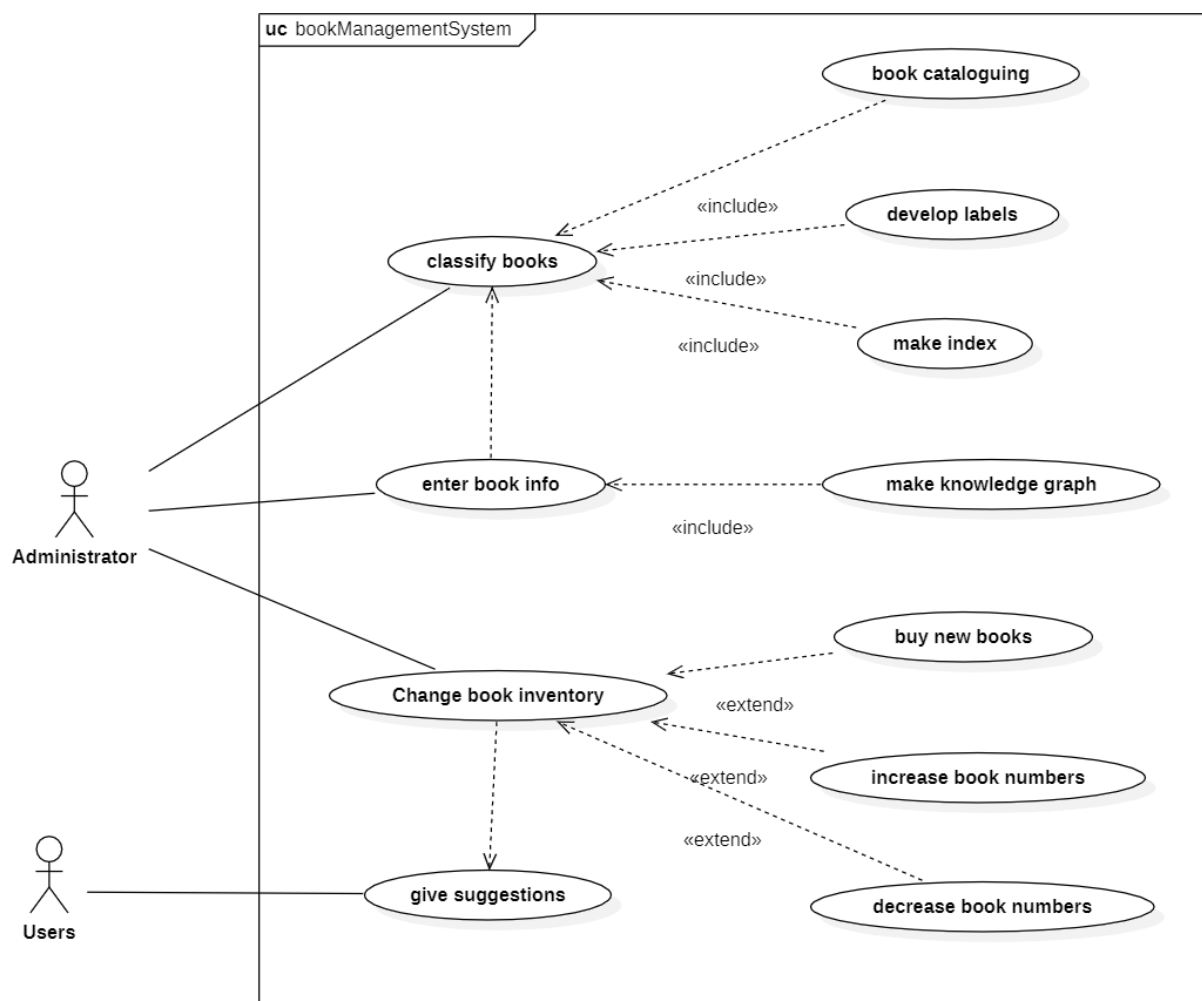 uc bookManagementSystem
book cataloguing
«include»
develop labels
classify books
«include»
«include»
make index
enter book info
make knowledge graph
«include»
Administrator
buy new books
Change book inventory
«extend»
«extend»
increase book numbers
«extend»
give suggestions
decrease book numbers
Users